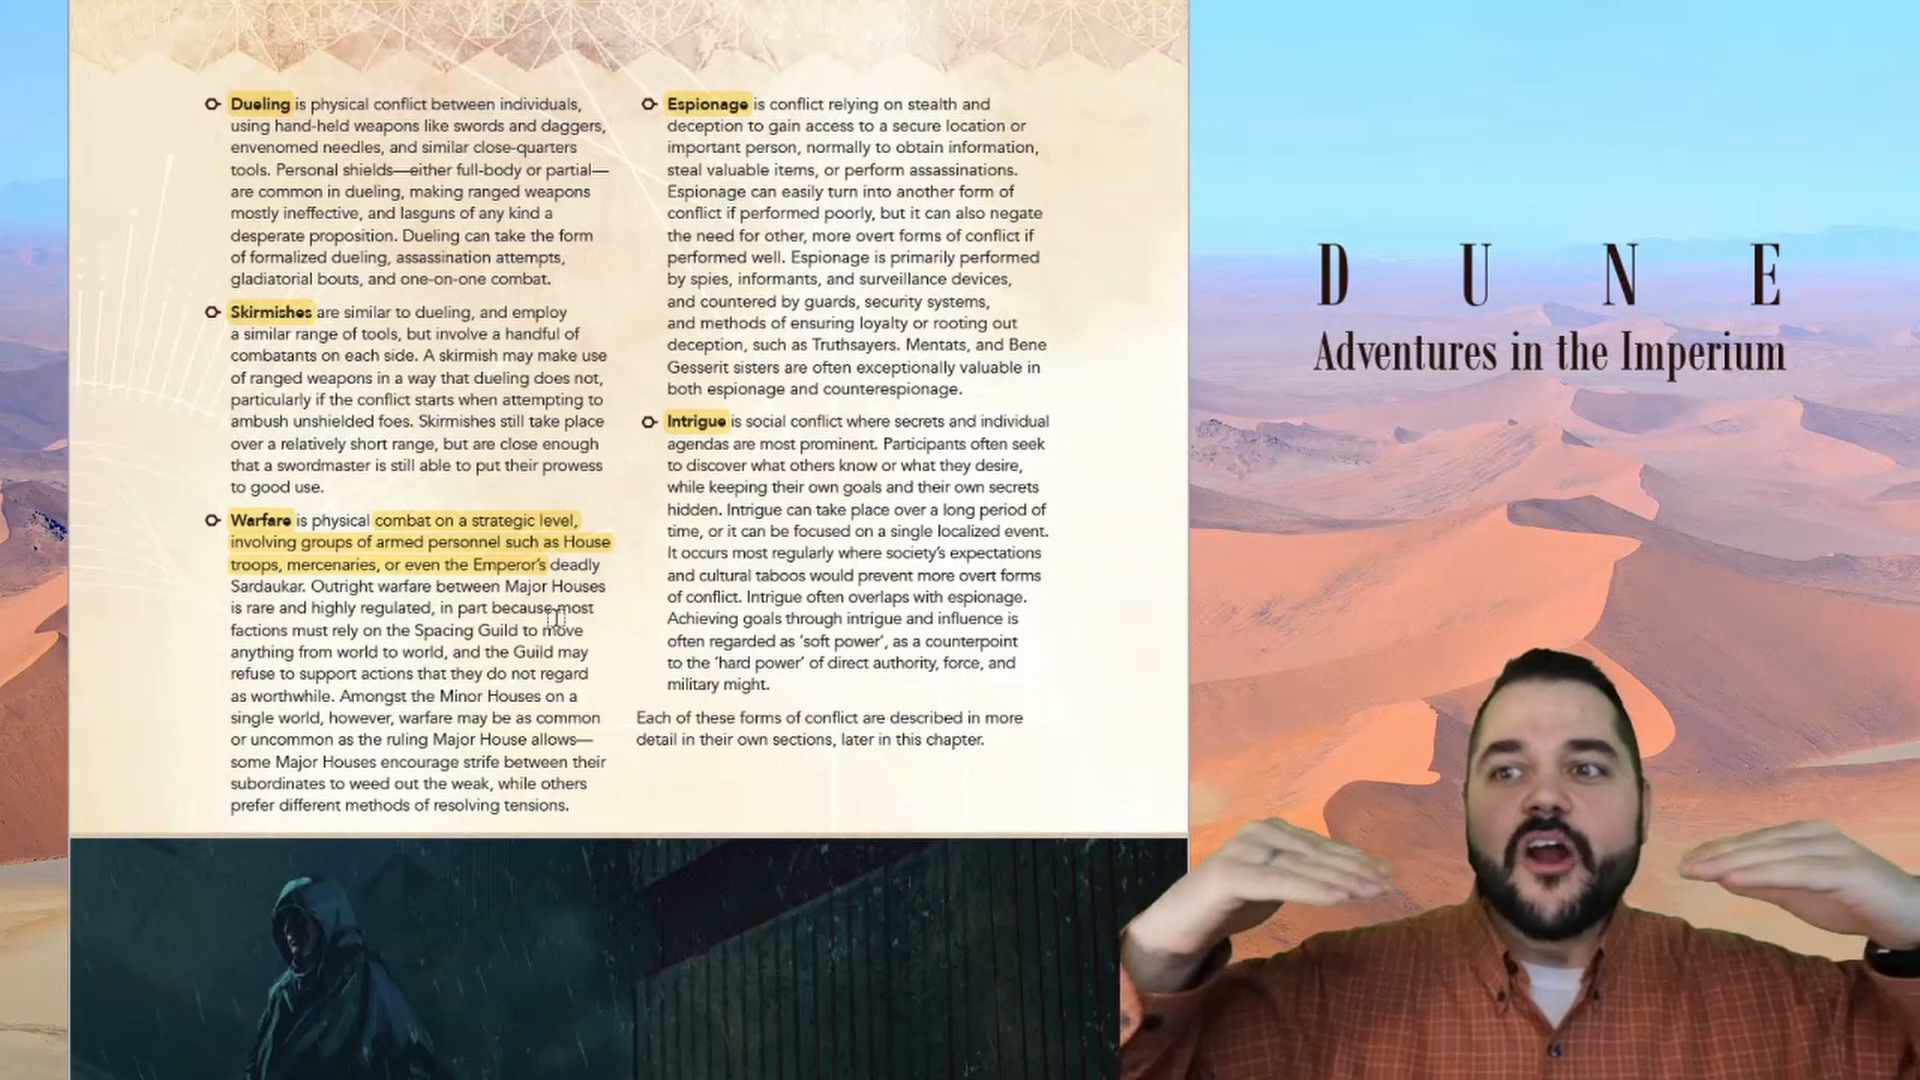 Dueling is physical conflict between individuals,
using hand-held weapons like swords and daggers,
envenomed needles, and similar close-quarters
tools. Personal shields—either full-body or partial—
are common in dueling, making ranged weapons
mostly ineffective, and lasguns of any kind a
desperate proposition. Dueling can take the form
of formalized dueling, assassination attempts,
gladiatorial bouts, and one-on-one combat.
Skirmishes are similar to dueling, and employ
a similar range of tools, but involve a handful of
combatants on each side. A skirmish may make use
of ranged weapons in a way that dueling does not,
particularly if the conflict starts when attempting to
ambush unshielded foes. Skirmishes still take place
over a relatively short range, but are close enough
that a swordmaster is still able to put their prowess
to good use.
Warfare is physical combat on a strategic level,
involving groups of armed personnel such as House
troops, mercenaries, or even the Emperor's deadly
Sardaukar. Outright warfare between Major Houses
is rare and highly regulated, in part because most
factions must rely on the Spacing Guild to move
anything from world to world, and the Guild may
refuse to support actions that they do not regard
as worthwhile. Amongst the Minor Houses on a
single world, however, warfare may be as common
or uncommon as the ruling Major House allows—
some Major Houses encourage strife between their
subordinates to weed out the weak, while others
prefer different methods of resolving tensions.
Espionage is conflict relying on stealth and
deception to gain access to a secure location or
important person, normally to obtain information,
steal valuable items, or perform assassinations.
Espionage can easily turn into another form of
conflict if performed poorly, but it can also negate
the need for other, more overt forms of conflict if
performed well. Espionage is primarily performed
by spies, informants, and surveillance devices,
and countered by guards, security systems,
and methods of ensuring loyalty or rooting out
deception, such as Truthsayers. Mentats, and Bene
Gesserit sisters are often exceptionally valuable in
both espionage and counterespionage.
Intrigue is social conflict where secrets and individual
agendas are most prominent. Participants often seek
to discover what others know or what they desire,
while keeping their own goals and their own secrets
hidden. Intrigue can take place over a long period of
time, or it can be focused on a single localized event.
It occurs most regularly where society's expectations
and cultural taboos would prevent more overt forms
of conflict. Intrigue often overlaps with espionage.
Achieving goals through intrigue and influence is
often regarded as 'soft power', as a counterpoint
to the 'hard power' of direct authority, force, and
military might.
Each of these forms of conflict are described in more
detail in their own sections, later in this chapter.
D U N E
Adventures in the Imperium